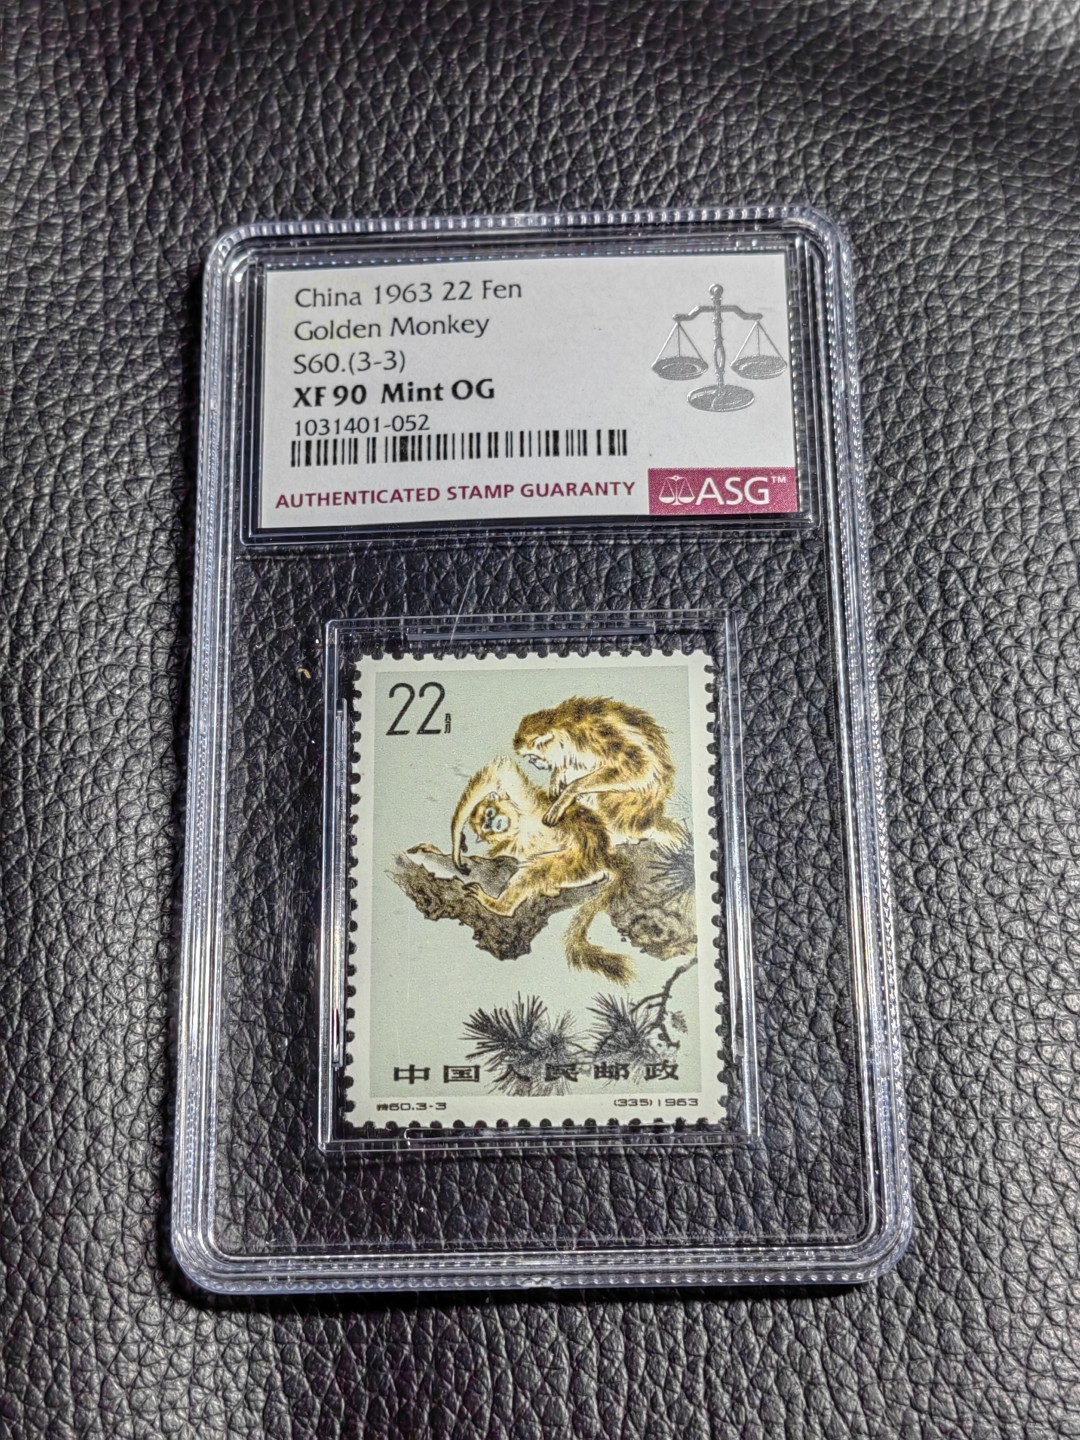 China 1963 22 Fen
Golden Monkey
S60.(3-3)
XF 90 Mint OG
1031401-052
AUTHENTICATED STAMP GUARANTY
ASG™
22分
中国人民邮政
特60.3-3
(335)1963